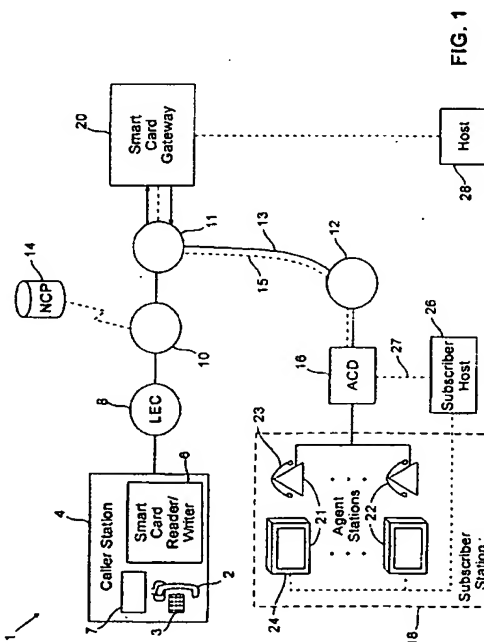 1
4
Caller Station
7
3
2
Smart Card Reader/ Writer
6
8
LEC
10
NCP
14
11
20
Smart Card Gateway
13
15
12
16
ACD
27
26
Subscriber Host
28
Host
23
21
Agent Stations
22
24
18
Subscriber Station
FIG. 1